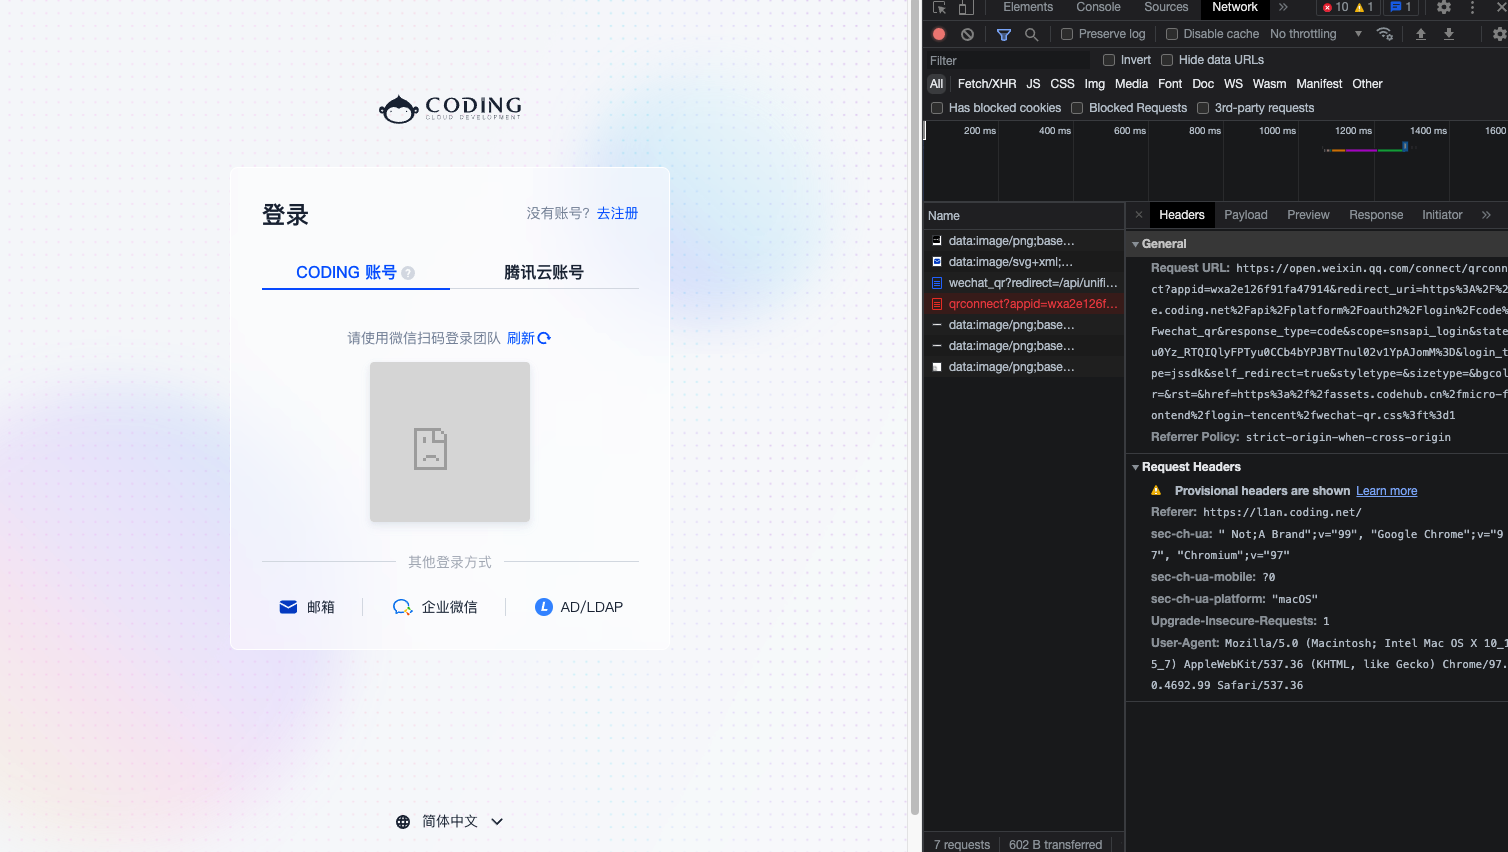 CODING
CLOUD DEVELOPMENT
登录
没有账号? 去注册
CODING 账号 ?
腾讯云账号
请使用微信扫码登录团队 刷新
其他登录方式
邮箱
企业微信
L AD/LDAP
简体中文
Elements Console Sources Network » 10 1 1
Preserve log Disable cache No throttling
Filter Invert Hide data URLs
All Fetch/XHR JS CSS Img Media Font Doc WS Wasm Manifest Other
Has blocked cookies Blocked Requests 3rd-party requests
200 ms 400 ms 600 ms 800 ms 1000 ms 1200 ms 1400 ms 1600
Name
data:image/png;base…
data:image/svg+xml;…
wechat_qr?redirect=/api/unifi…
qrconnect?appid=wxa2e126f…
data:image/png;base…
data:image/png;base…
data:image/png;base…
7 requests 602 B transferred
× Headers Payload Preview Response Initiator »
General
Request URL: https://open.weixin.qq.com/connect/qrconn
ct?appid=wxa2e126f91fa47914&redirect_uri=https%3A%2F%2
e.coding.net%2Fapi%2Fplatform%2Foauth2%2Flogin%2Fcode%
Fwechat_qr&response_type=code&scope=snsapi_login&state
u0Yz_RTQIQlyFPTyu0CCb4bYPJBYTnul02v1YpAJomM%3D&login_t
pe=jssdk&self_redirect=true&styletype=&sizetype=&bgcol
r=&rst=&href=https%3a%2f%2fassets.codehub.cn%2fmicro-f
ontend%2flogin-tencent%2fwechat-qr.css%3ft%3d1
Referrer Policy: strict-origin-when-cross-origin
Request Headers
Provisional headers are shown Learn more
Referer: https://l1an.coding.net/
sec-ch-ua: " Not;A Brand";v="99", "Google Chrome";v="9
7", "Chromium";v="97"
sec-ch-ua-mobile: ?0
sec-ch-ua-platform: "macOS"
Upgrade-Insecure-Requests: 1
User-Agent: Mozilla/5.0 (Macintosh; Intel Mac OS X 10_1
5_7) AppleWebKit/537.36 (KHTML, like Gecko) Chrome/97.
0.4692.99 Safari/537.36